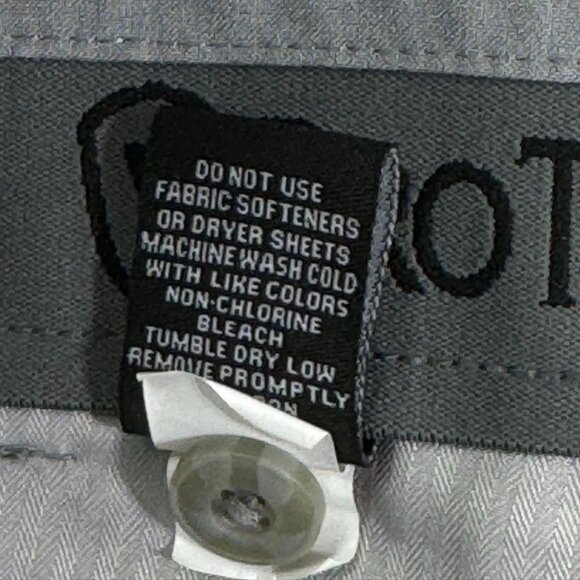 DO NOT USE
FABRIC SOFTENERS
OR DRYER SHEETS
MACHINE WASH COLD
WITH LIKE COLORS
NON-CHLORINE
BLEACH
TUMBLE DRY LOW
REMOVE PROMPTLY
ROT